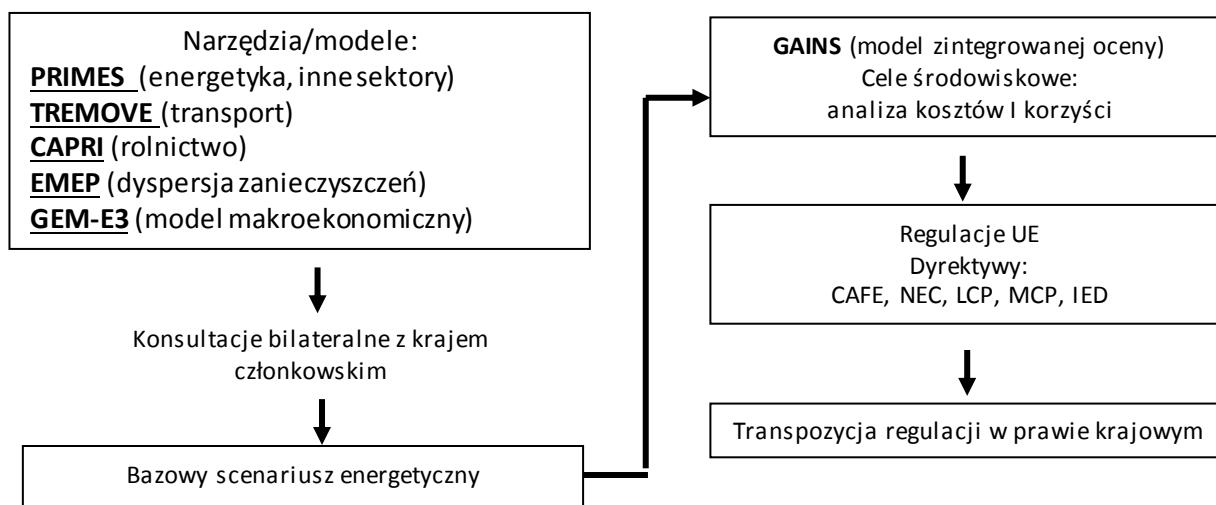 Narzędzia/modele:
PRIMES (energetyka, inne sektory)
TREMOVE (transport)
CAPRI (rolnictwo)
EMEP (dyspersja zanieczyszczeń)
GEM-E3 (model makroekonomiczny)
Konsultacje bilateralne z krajem
członkowskim
Bazowy scenariusz energetyczny
GAINS (model zintegrowanej oceny)
Cele środowiskowe:
analiza kosztów I korzyści
Regulacje UE
Dyrektywy:
CAFE, NEC, LCP, MCP, IED
Transpozycja regulacji w prawie krajowym